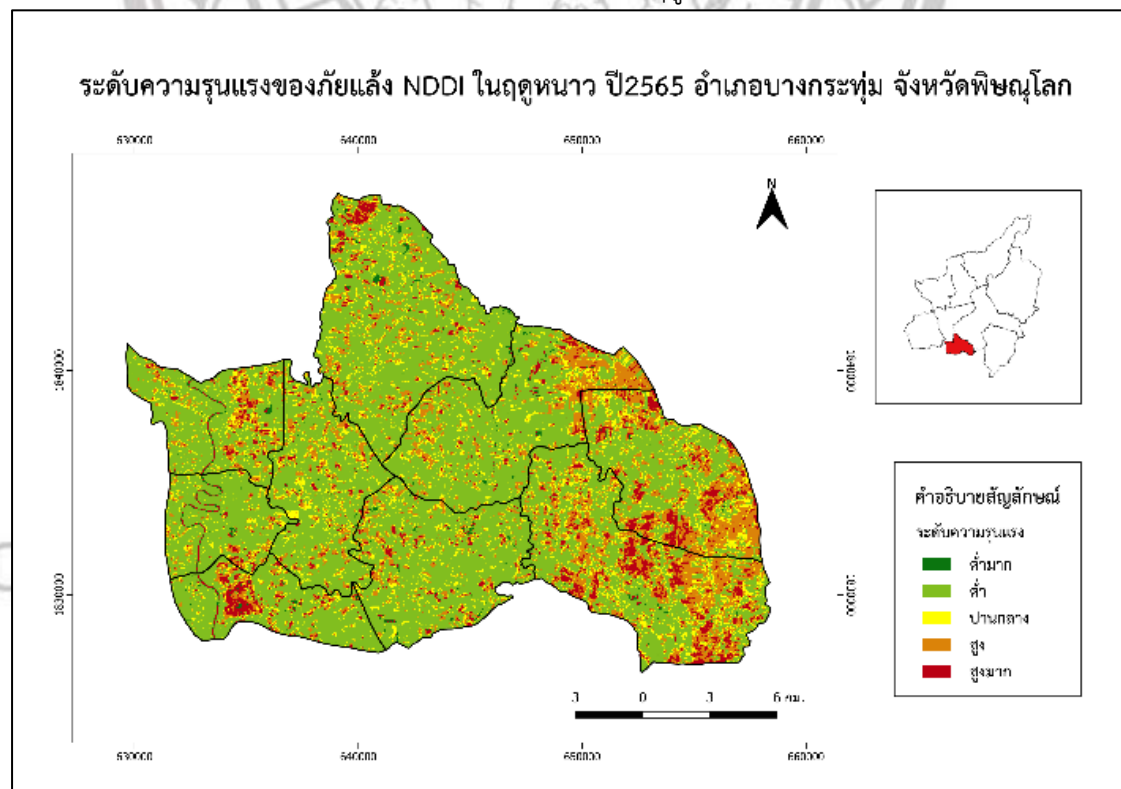 ระดับความรุนแรงของภัยแล้ง NDDI ในฤดูหนาว ปี2565 อำเภอบางกระทุ่ม จังหวัดพิษณุโลก
630000 640000 650000 660000
N
1840000 1840000
1830000 1830000
คำอธิบายสัญลักษณ์
ระดับความรุนแรง
ต่ำมาก
ต่ำ
ปานกลาง
สูง
สูงมาก
3 0 3 6 กม.
630000 640000 650000 660000